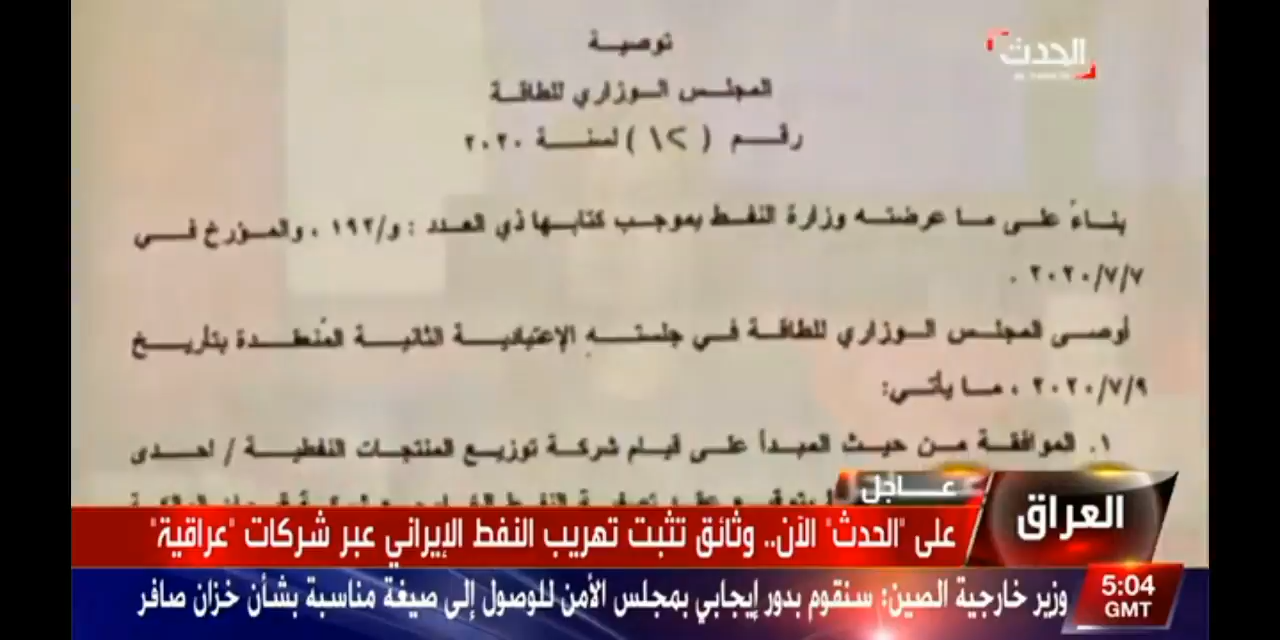 الحدث
توصية
المجلس الوزاري للطاقة
رقم (١٢) لسنة ٢٠٢٠
بناءً على ما عرضته وزارة النفط بموجب كتابها ذي العدد : و/١٩٢ ، والمؤرخ في
٢٠٢٠/٧/٧ .
أوصى المجلس الوزاري للطاقة في جلسته الإعتيادية الثانية المُنعقدة بتأريخ
٢٠٢٠/٧/٩ ، ما يأتي:
١. الموافقة من حيث المبدأ على قيام شركة توزيع المنتجات النفطية / احدى
عاجل
العراق
على "الحدث" الآن.. وثائق تثبت تهريب النفط الإيراني عبر شركات "عراقية"
وزير خارجية الصين: سنقوم بدور إيجابي بمجلس الأمن للوصول إلى صيغة مناسبة بشأن خزان صافر
5:04
GMT